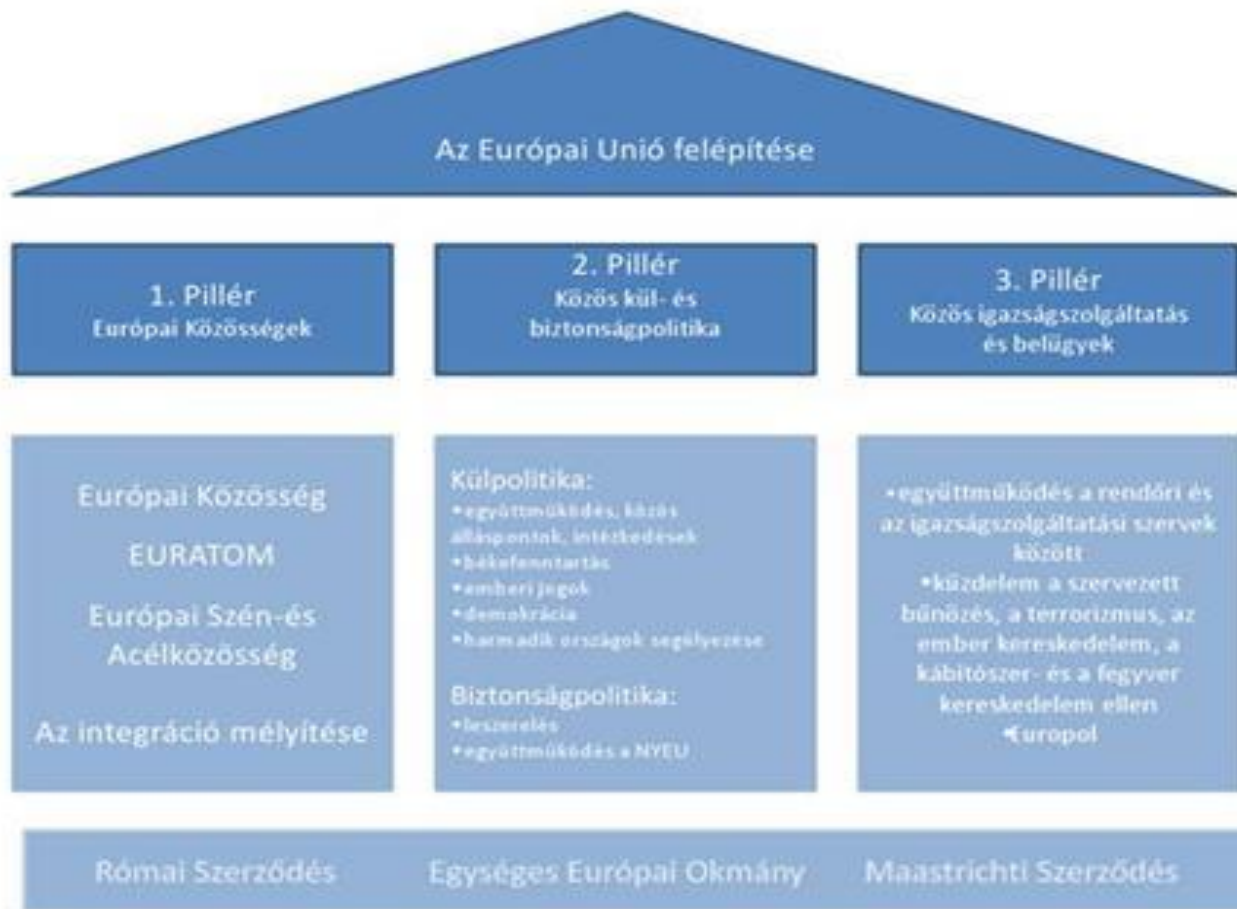 Az Európai Unió felépítése
1. Pillér
Európai Közösségek
2. Pillér
Közös kül- és
biztonságpolitika
3. Pillér
Közös igazságszolgáltatás
és belügyek
Európai Közösség
EURATOM
Európai Szén-és
Acélközösség
Az integráció mélyítése
Külpolitika:
•együttműködés, közös
álláspontok, intézkedések
•békefenntartás
•emberi jogok
•demokrácia
•harmadik országok segélyezése
Biztonságpolitika:
•leszerelés
•együttműködés a NYEU
•együttműködés a rendőri és
az igazságszolgáltatási szervek
között
•küzdelem a szervezett
bűnözés, a terrorizmus, az
ember kereskedelem, a
kábítószer- és a fegyver
kereskedelem ellen
•Europol
Római Szerződés
Egységes Európai Okmány
Maastrichti Szerződés